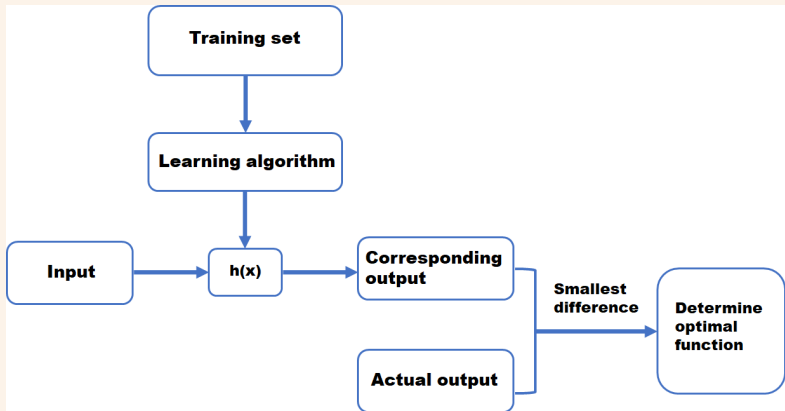 Training set
Learning algorithm
Input
h(x)
Corresponding
output
Smallest
difference
Determine
optimal
function
Actual output